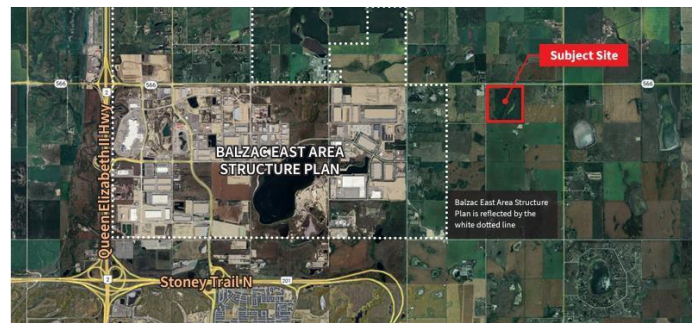 Subject Site
566
2
566
566
BALZAC EAST AREA
STRUCTURE PLAN
Queen Elizabeth II Hwy
Balzac East Area Structure
Plan is reflected by the
white dotted line
2
Stoney Trail N
201